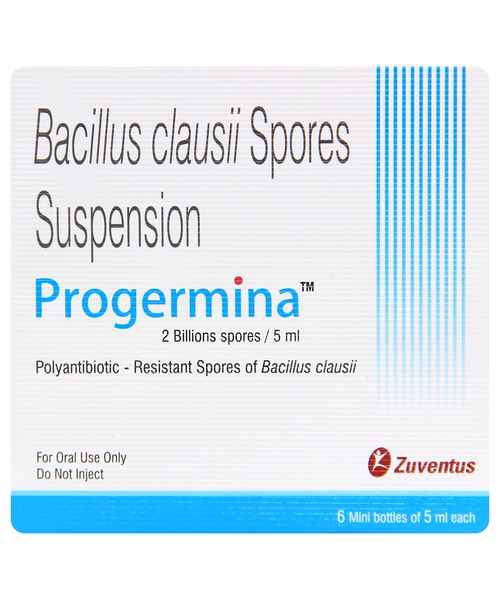 Bacillus clausii Spores
Suspension
Progermina™
2 Billions spores / 5 ml
Polyantibiotic - Resistant Spores of Bacillus clausii
For Oral Use Only
Do Not Inject
Zuventus
6 Mini bottles of 5 ml each